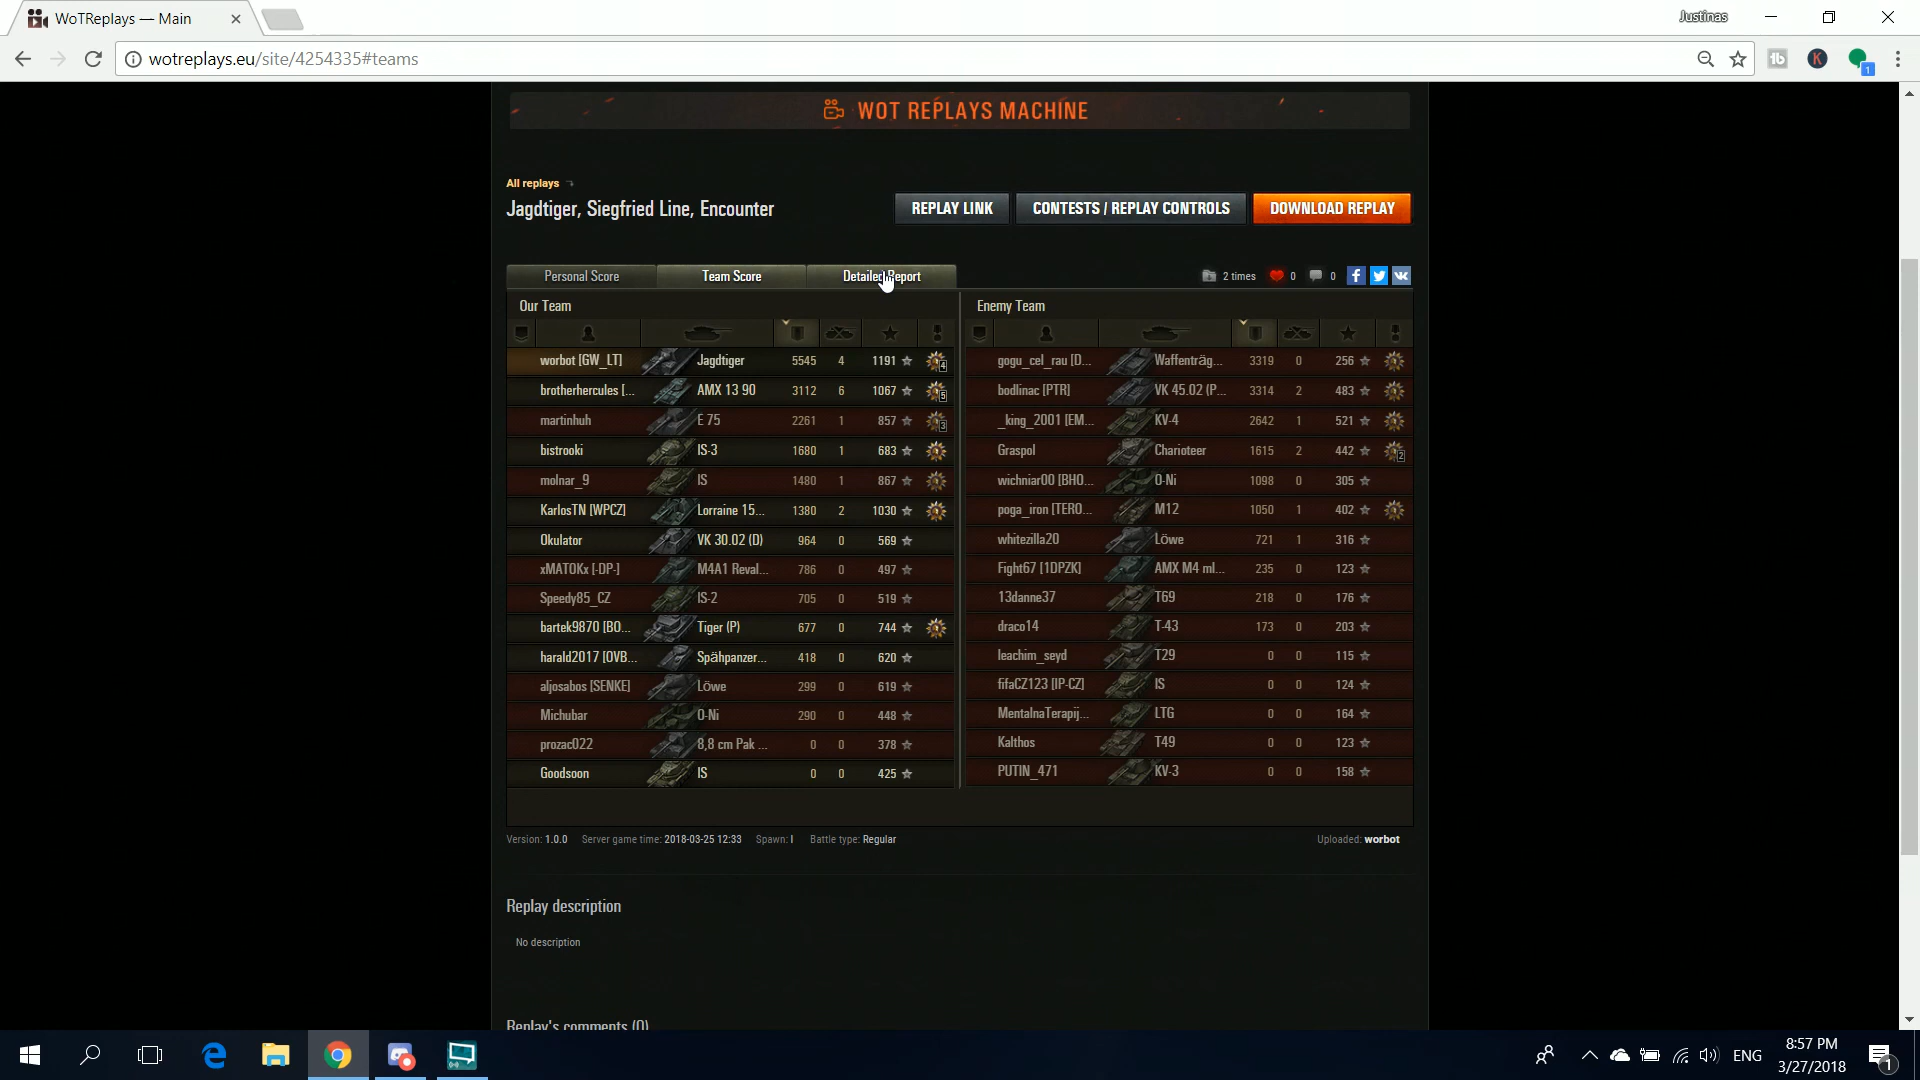 WoTReplays — Main
Justinas
wotreplays.eu/site/4254335#teams
WOT REPLAYS MACHINE
All replays
Jagdtiger, Siegfried Line, Encounter
REPLAY LINK
CONTESTS / REPLAY CONTROLS
DOWNLOAD REPLAY
Personal Score
Team Score
Detailed Report
2 times
0
0
Our Team
Enemy Team
worbot [GW_LT] Jagdtiger 5545 4 1191 4
gogu_cel_rau [D... Waffenträg... 3319 0 256
brotherhercules [... AMX 13 90 3112 6 1067 5
bodlinac [PTR] VK 45.02 (P... 3314 2 483
martinhuh E 75 2261 1 857 3
_king_2001 [EM... KV-4 2642 1 521
bistrooki IS-3 1680 1 683
Graspol Charioteer 1615 2 442 2
molnar_9 IS 1480 1 867
wichniar00 [BHO... O-Ni 1098 0 305
KarlosTN [WPCZ] Lorraine 15... 1380 2 1030
poga_iron [TERO... M12 1050 1 402
Okulator VK 30.02 (D) 964 0 569
whitezilla20 Löwe 721 1 316
xMATOKx [-DP-] M4A1 Reval... 786 0 497
Fight67 [1DPZK] AMX M4 ml... 235 0 123
Speedy85_CZ IS-2 705 0 519
13danne37 T69 218 0 176
bartek9870 [BO... Tiger (P) 677 0 744
draco14 T-43 173 0 203
harald2017 [OVB... Spähpanzer... 418 0 620
leachim_seyd T29 0 0 115
aljosabos [SENKE] Löwe 299 0 619
fifaCZ123 [IP-CZ] IS 0 0 124
Michubar O-Ni 290 0 448
MentalnaTerapij... LTG 0 0 164
prozac022 8,8 cm Pak ... 0 0 378
Kalthos T49 0 0 123
Goodsoon IS 0 0 425
PUTIN_471 KV-3 0 0 158
Version: 1.0.0 Server game time: 2018-03-25 12:33 Spawn: I Battle type: Regular
Uploaded: worbot
Replay description
No description
Replay's comments (0)
ENG
8:57 PM
3/27/2018
1